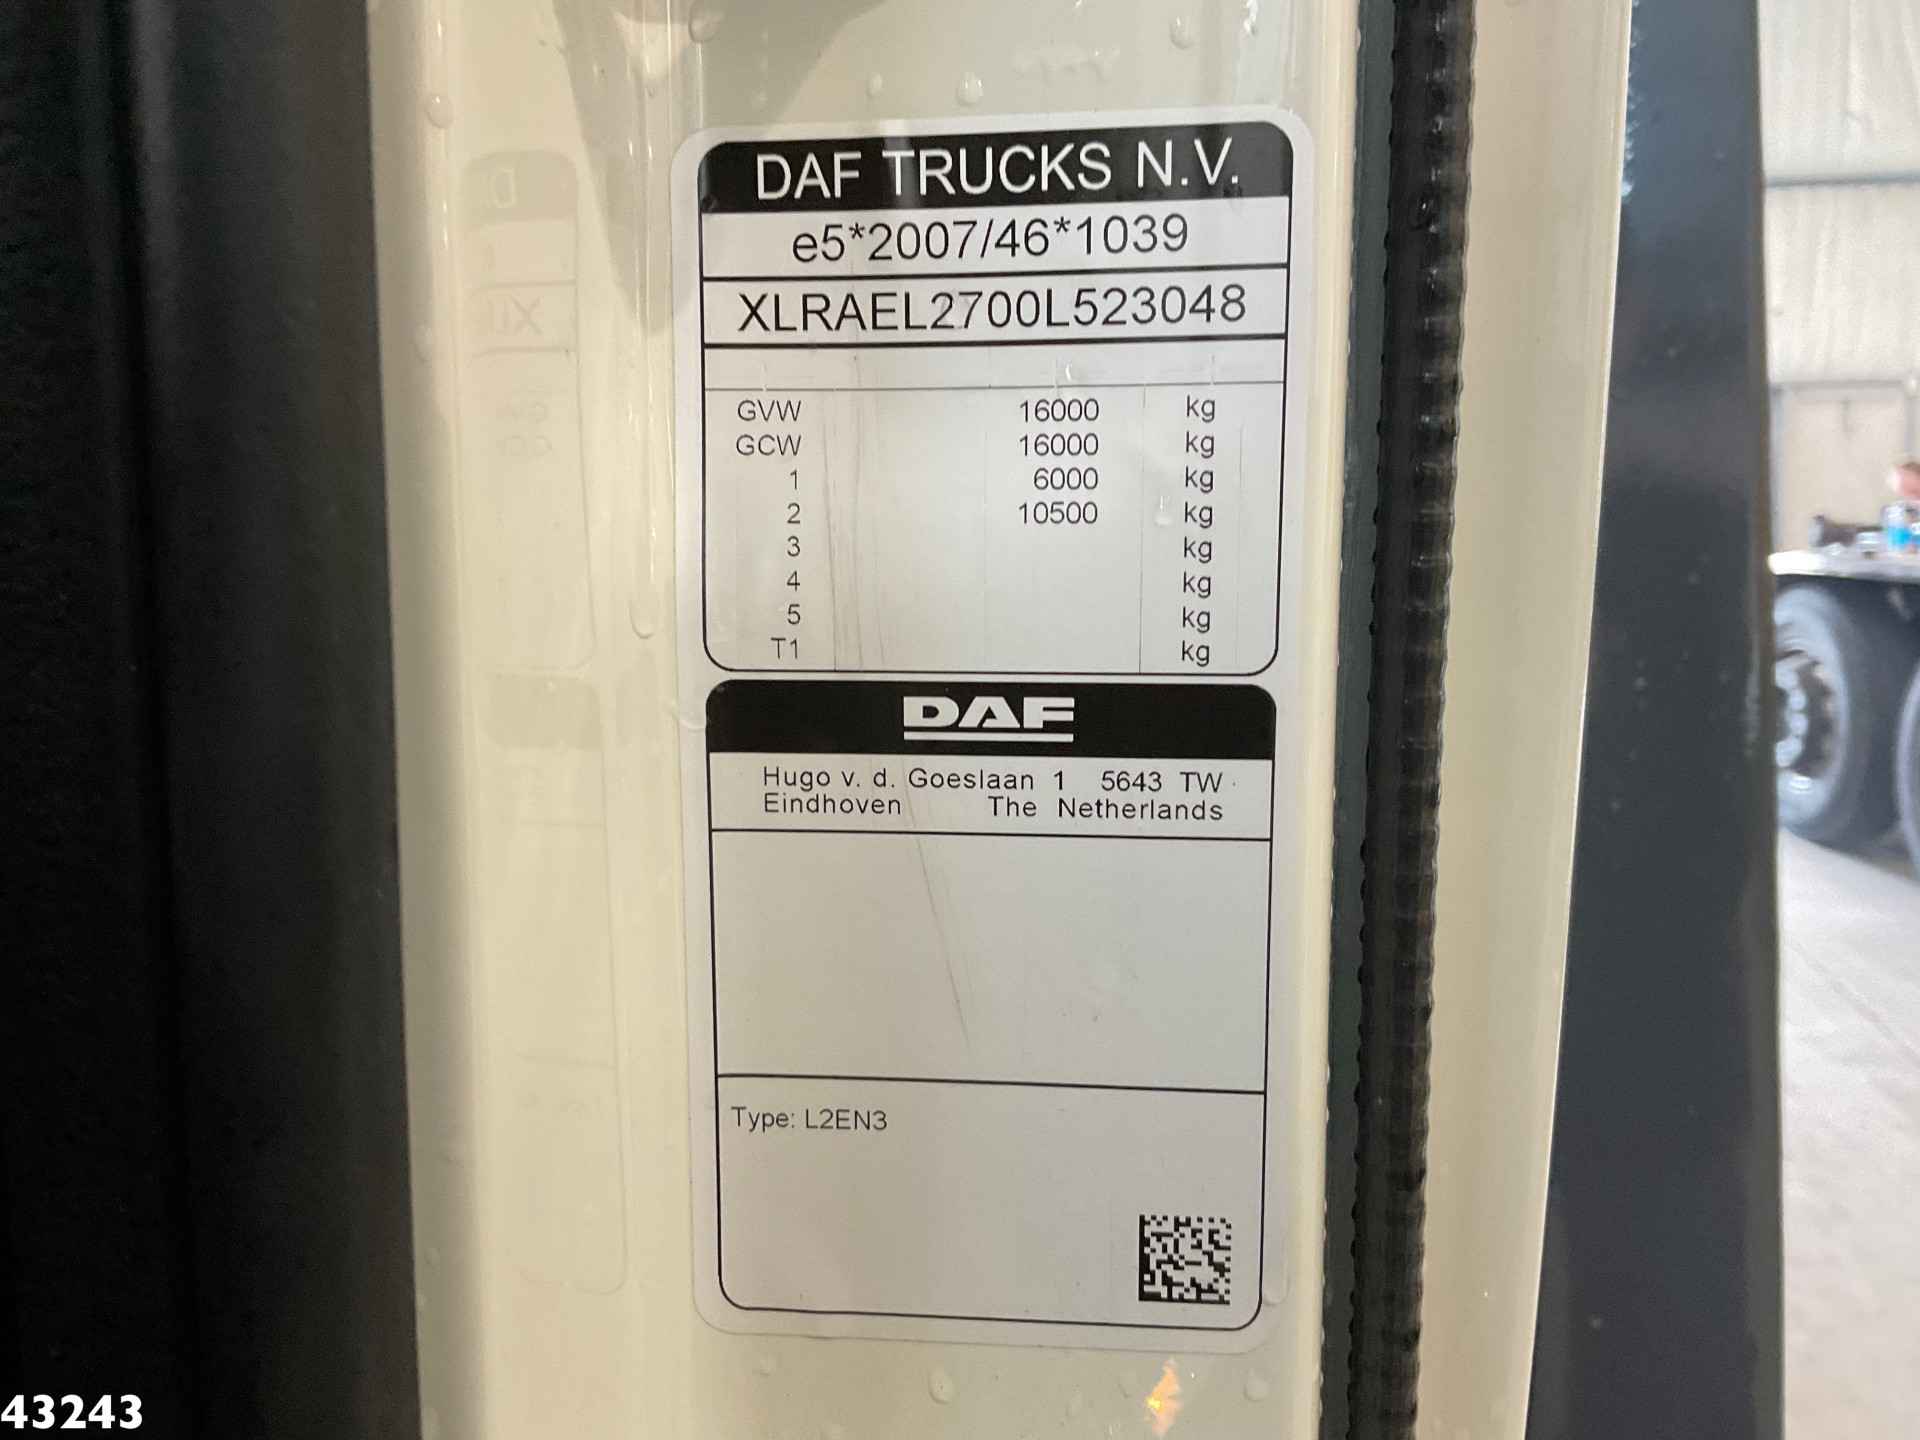 DAF TRUCKS N.V.
e5*2007/46*1039
XLRAEL2700L523048
GVW 16000 kg
GCW 16000 kg
1 6000 kg
2 10500 kg
3 kg
4 kg
5 kg
T1 kg
DAF
Hugo v. d. Goeslaan 1 5643 TW
Eindhoven The Netherlands
Type: L2EN3
43243